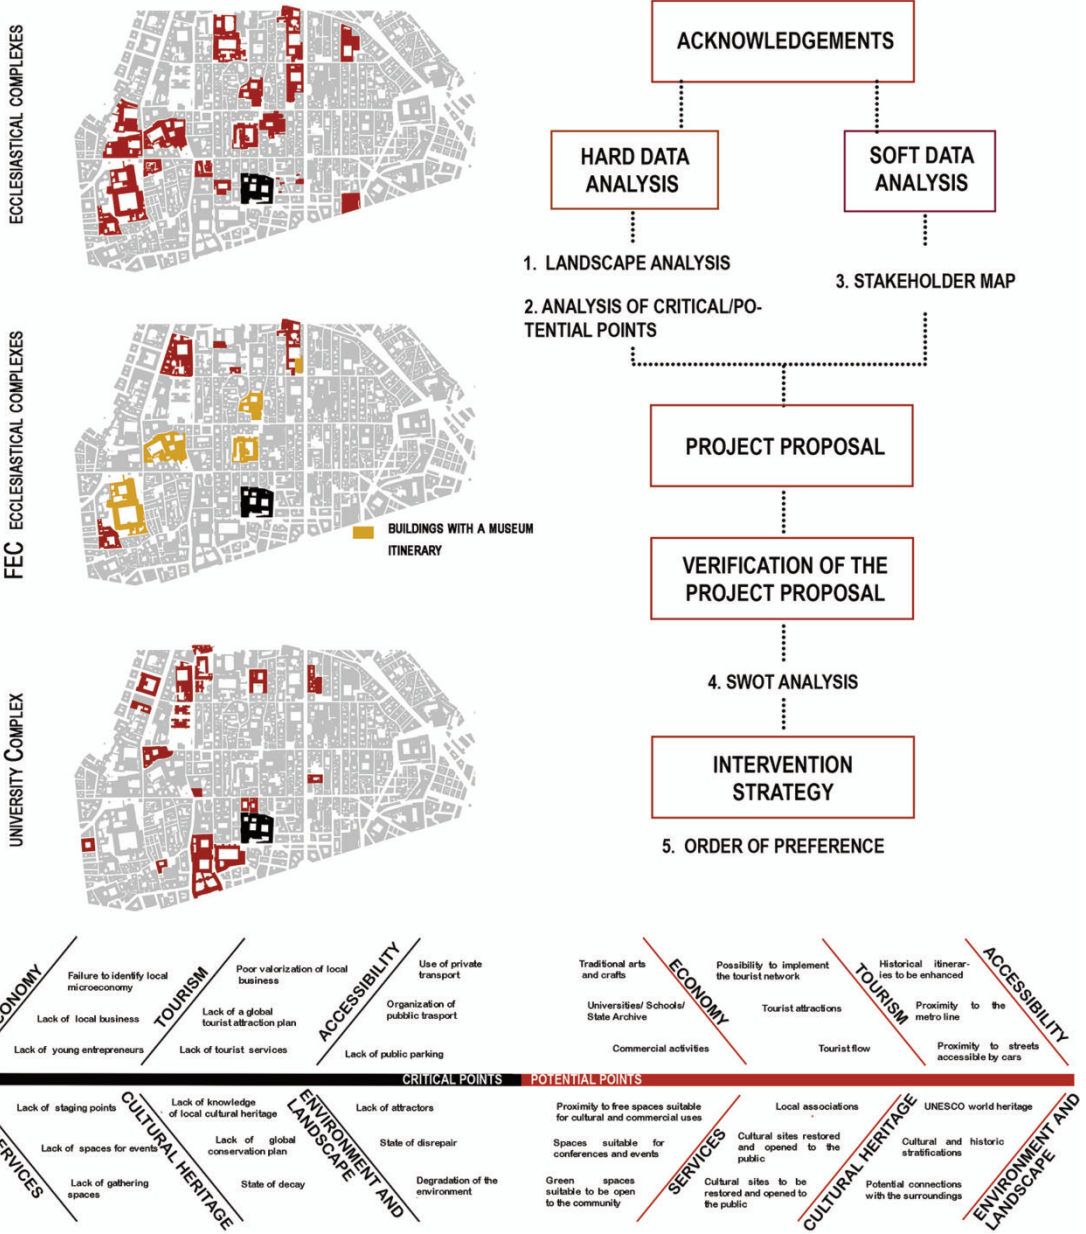 ECCLESIASTICAL COMPLEXES
FEC ECCLESIASTICAL COMPLEXES
BUILDINGS WITH A MUSEUM
ITINERARY
UNIVERSITY COMPLEX
ACKNOWLEDGEMENTS
HARD DATA
ANALYSIS
SOFT DATA
ANALYSIS
1. LANDSCAPE ANALYSIS
2. ANALYSIS OF CRITICAL/PO-
TENTIAL POINTS
3. STAKEHOLDER MAP
PROJECT PROPOSAL
VERIFICATION OF THE
PROJECT PROPOSAL
4. SWOT ANALYSIS
INTERVENTION
STRATEGY
5. ORDER OF PREFERENCE
ONOMY
Failure to identify local
microeconomy
Lack of local business
Lack of young entrepreneurs
TOURISM
Poor valorization of local
business
Lack of a global
tourist attraction plan
Lack of tourist services
ACCESSIBILITY
Use of private
transport
Organization of
public trasport
Lack of public parking
Traditional arts
and crafts
Universities/ Schools/
State Archive
Commercial activities
ECONOMY
Possibility to implement
the tourist network
Tourist attractions
Tourist flow
TOURISM
Historical itinerar-
ies to be enhanced
Proximity to the
metro line
Proximity to streets
accessible by cars
ACCESSIBILITY
CRITICAL POINTS
POTENTIAL POINTS
ERVICES
Lack of staging points
Lack of spaces for events
Lack of gathering
spaces
CULTURAL HERITAGE
Lack of knowledge
of local cultural heritage
Lack of global
conservation plan
State of decay
ENVIRONMENT AND
LANDSCAPE
Lack of attractors
State of disrepair
Degradation of the
environment
Proximity to free spaces suitable
for cultural and commercial uses
Spaces suitable for
conferences and events
Green spaces
suitable to be open
to the community
SERVICES
Local associations
Cultural sites restored
and opened to the
public
Cultural sites to be
restored and opened to
the public
CULTURAL HERITAGE
UNESCO world heritage
Cultural and historic
stratifications
Potential connections
with the surroundings
ENVIRONMENT AND
LANDSCAPE